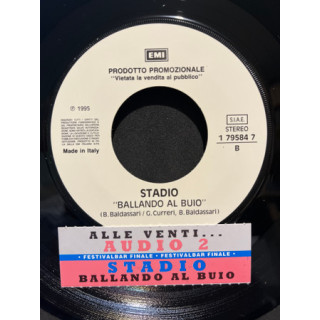 EMI
PRODOTTO PROMOZIONALE
"Vietata la vendita al pubblico"
℗ 1995
Made in Italy
S.I.A.E.
STEREO
1 79584 7
B
STADIO
"BALLANDO AL BUIO"
(B. Baldassari / G. Curreri, B. Baldassari)
ALLE VENTI...
AUDIO 2
• FESTIVALBAR FINALE • FESTIVALBAR FINALE •
STADIO
BALLANDO AL BUIO